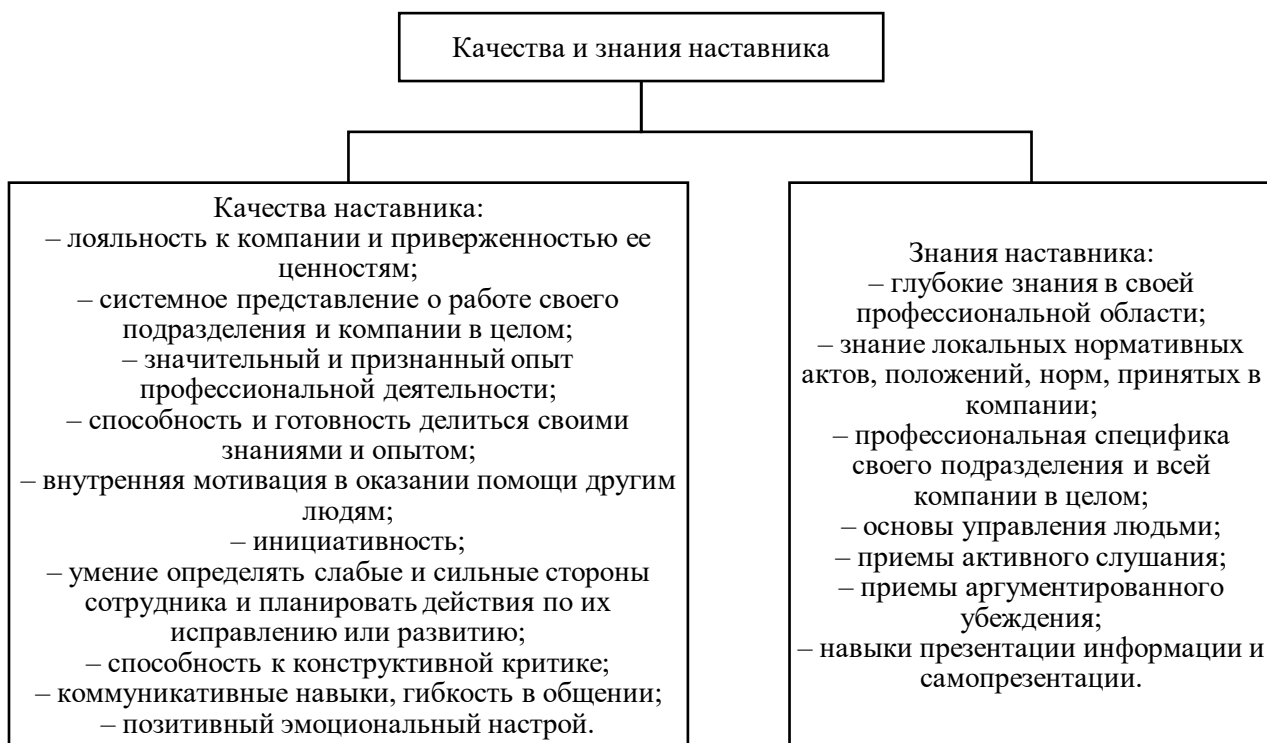 Качества и знания наставника
Качества наставника:
– лояльность к компании и приверженностью ее
ценностям;
– системное представление о работе своего
подразделения и компании в целом;
– значительный и признанный опыт
профессиональной деятельности;
– способность и готовность делиться своими
знаниями и опытом;
– внутренняя мотивация в оказании помощи другим
людям;
– инициативность;
– умение определять слабые и сильные стороны
сотрудника и планировать действия по их
исправлению или развитию;
– способность к конструктивной критике;
– коммуникативные навыки, гибкость в общении;
– позитивный эмоциональный настрой.
Знания наставника:
– глубокие знания в своей
профессиональной области;
– знание локальных нормативных
актов, положений, норм, принятых в
компании;
– профессиональная специфика
своего подразделения и всей
компании в целом;
– основы управления людьми;
– приемы активного слушания;
– приемы аргументированного
убеждения;
– навыки презентации информации и
самопрезентации.